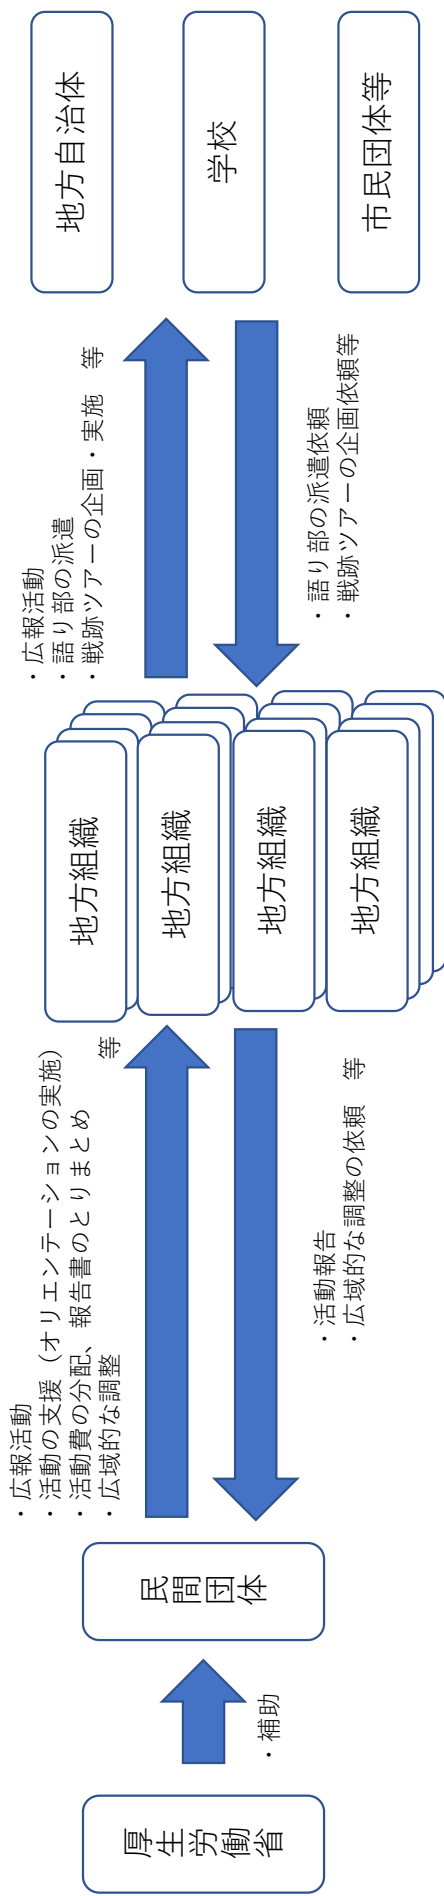 厚生労働省
・補助
民間団体
・広報活動
・活動の支援（オリエンテーションの実施）
・活動費の分配、報告書のとりまとめ
・広域的な調整　等
・活動報告
・広域的な調整の依頼　等
地方組織
地方組織
地方組織
地方組織
・広報活動
・語り部の派遣
・戦跡ツアーの企画・実施　等
・語り部の派遣依頼
・戦跡ツアーの企画依頼等
地方自治体
学校
市民団体等